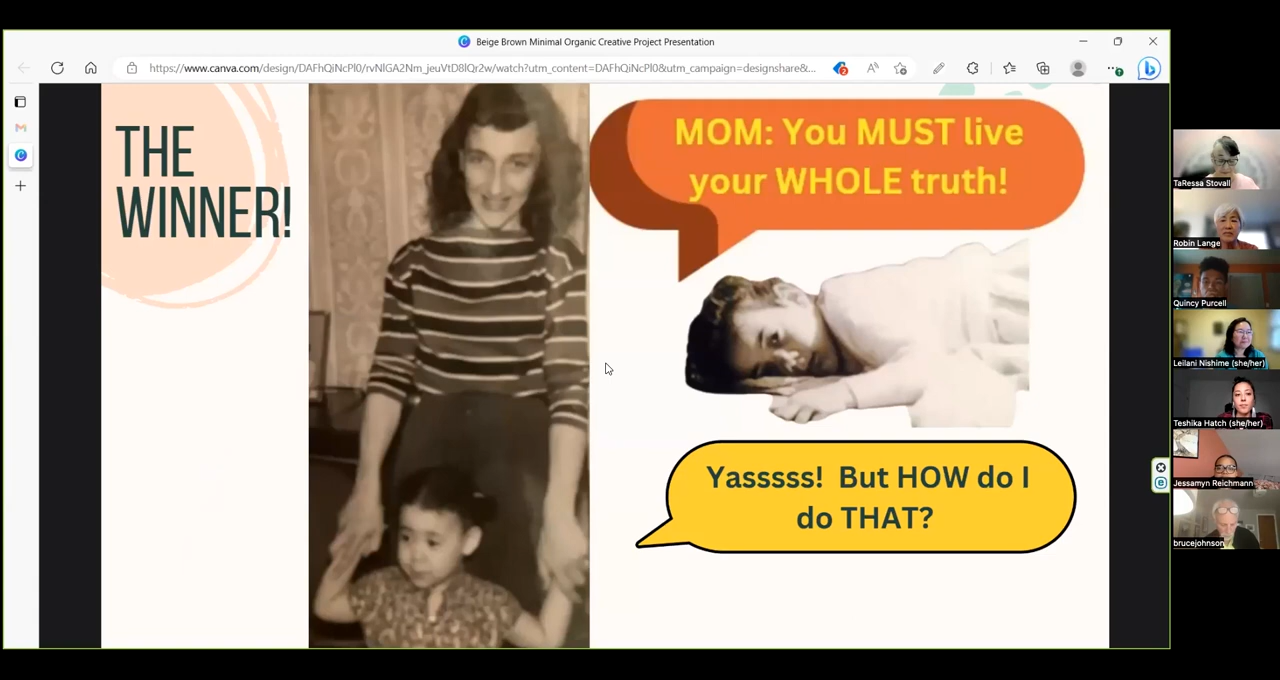 Beige Brown Minimal Organic Creative Project Presentation
https://www.canva.com/design/DAFhQiNcPl0/rvNlGA2Nm_jeuVtD8lQr2w/watch?utm_content=DAFhQiNcPl0&utm_campaign=designshare&...
2
THE
WINNER!
MOM: You MUST live
your WHOLE truth!
Yasssss! But HOW do I
do THAT?
TaRessa Stovall
Robin Lange
Quincy Purcell
Leilani Nishime (she/her)
Teshika Hatch (she/her)
Jessamyn Reichmann
brucejohnson